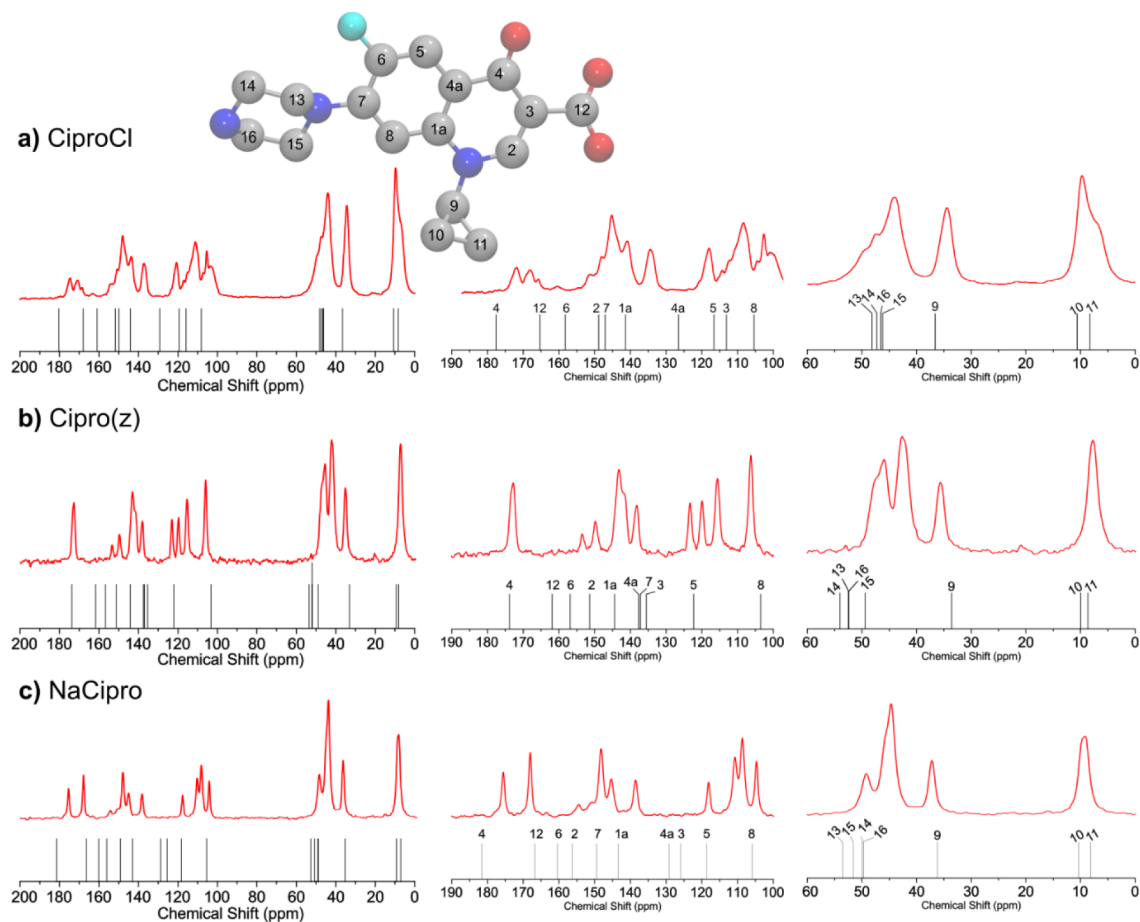 5
6
4
14
4a
12
13
7
3
1a
8
16
15
2
9
10
11
a) CiproCl
4 12 6 2 7 1a 4a 5 3 8
13 14 16 15 9 10 11
200 180 160 140 120 100 80 60 40 20 0
190 180 170 160 150 140 130 120 110 100
60 50 40 30 20 10 0
Chemical Shift (ppm)
Chemical Shift (ppm)
Chemical Shift (ppm)
b) Cipro(z)
4 12 6 2 1a 4a 7 3 5 8
14 13 16 15 9 10 11
200 180 160 140 120 100 80 60 40 20 0
190 180 170 160 150 140 130 120 110 100
60 50 40 30 20 10 0
Chemical Shift (ppm)
Chemical Shift (ppm)
Chemical Shift (ppm)
c) NaCipro
4 12 6 2 7 1a 4a 3 5 8
13 15 14 16 9 10 11
200 180 160 140 120 100 80 60 40 20 0
190 180 170 160 150 140 130 120 110 100
60 50 40 30 20 10 0
Chemical Shift (ppm)
Chemical Shift (ppm)
Chemical Shift (ppm)